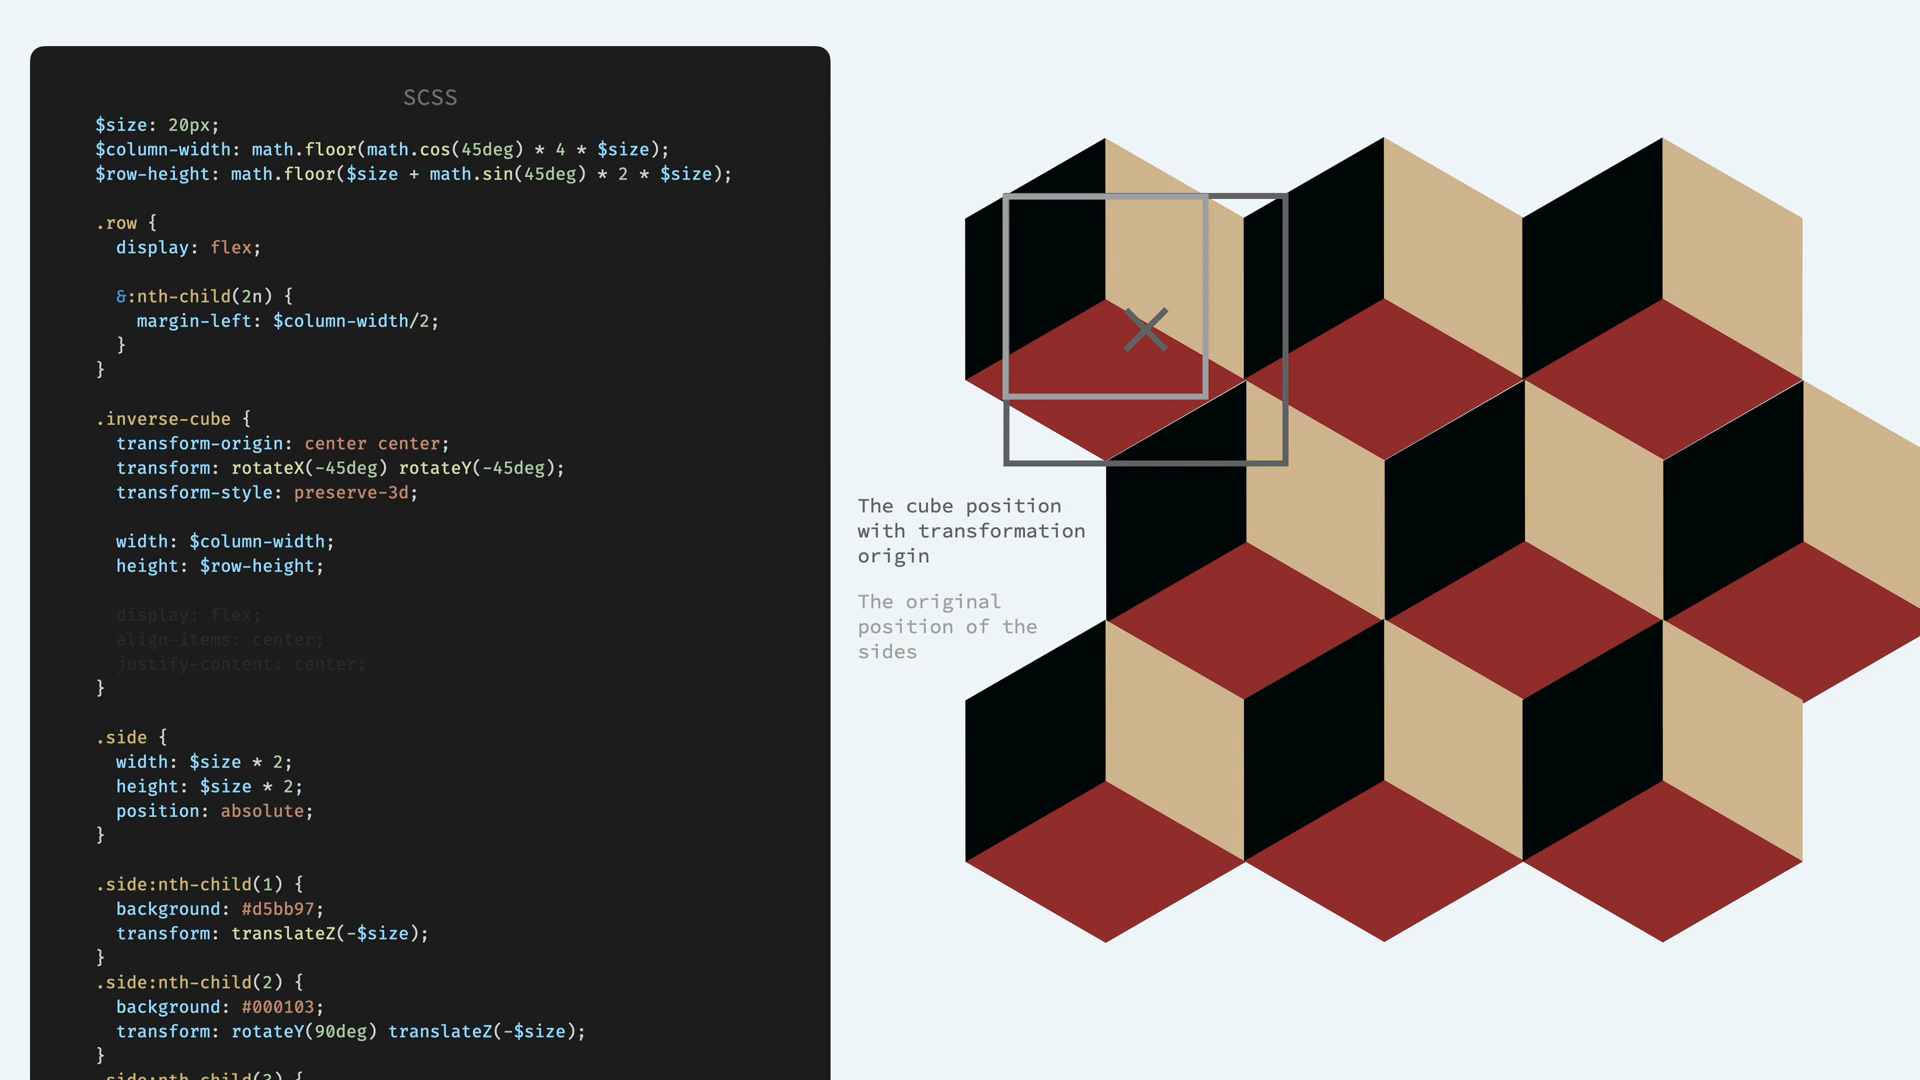 SCSS
$size: 20px;
$column-width: math.floor(math.cos(45deg) * 4 * $size);
$row-height: math.floor($size + math.sin(45deg) * 2 * $size);
.row {
display: flex;
&:nth-child(2n) {
margin-left: $column-width/2;
}
}
.inverse-cube {
transform-origin: center center;
transform: rotateX(-45deg) rotateY(-45deg);
transform-style: preserve-3d;
width: $column-width;
height: $row-height;
display: flex;
align-items: center;
justify-content: center;
}
.side {
width: $size * 2;
height: $size * 2;
position: absolute;
}
.side:nth-child(1) {
background: #d5bb97;
transform: translateZ(-$size);
}
.side:nth-child(2) {
background: #000103;
transform: rotateY(90deg) translateZ(-$size);
}
.side:nth-child(3) {
The cube position
with transformation
origin
The original
position of the
sides